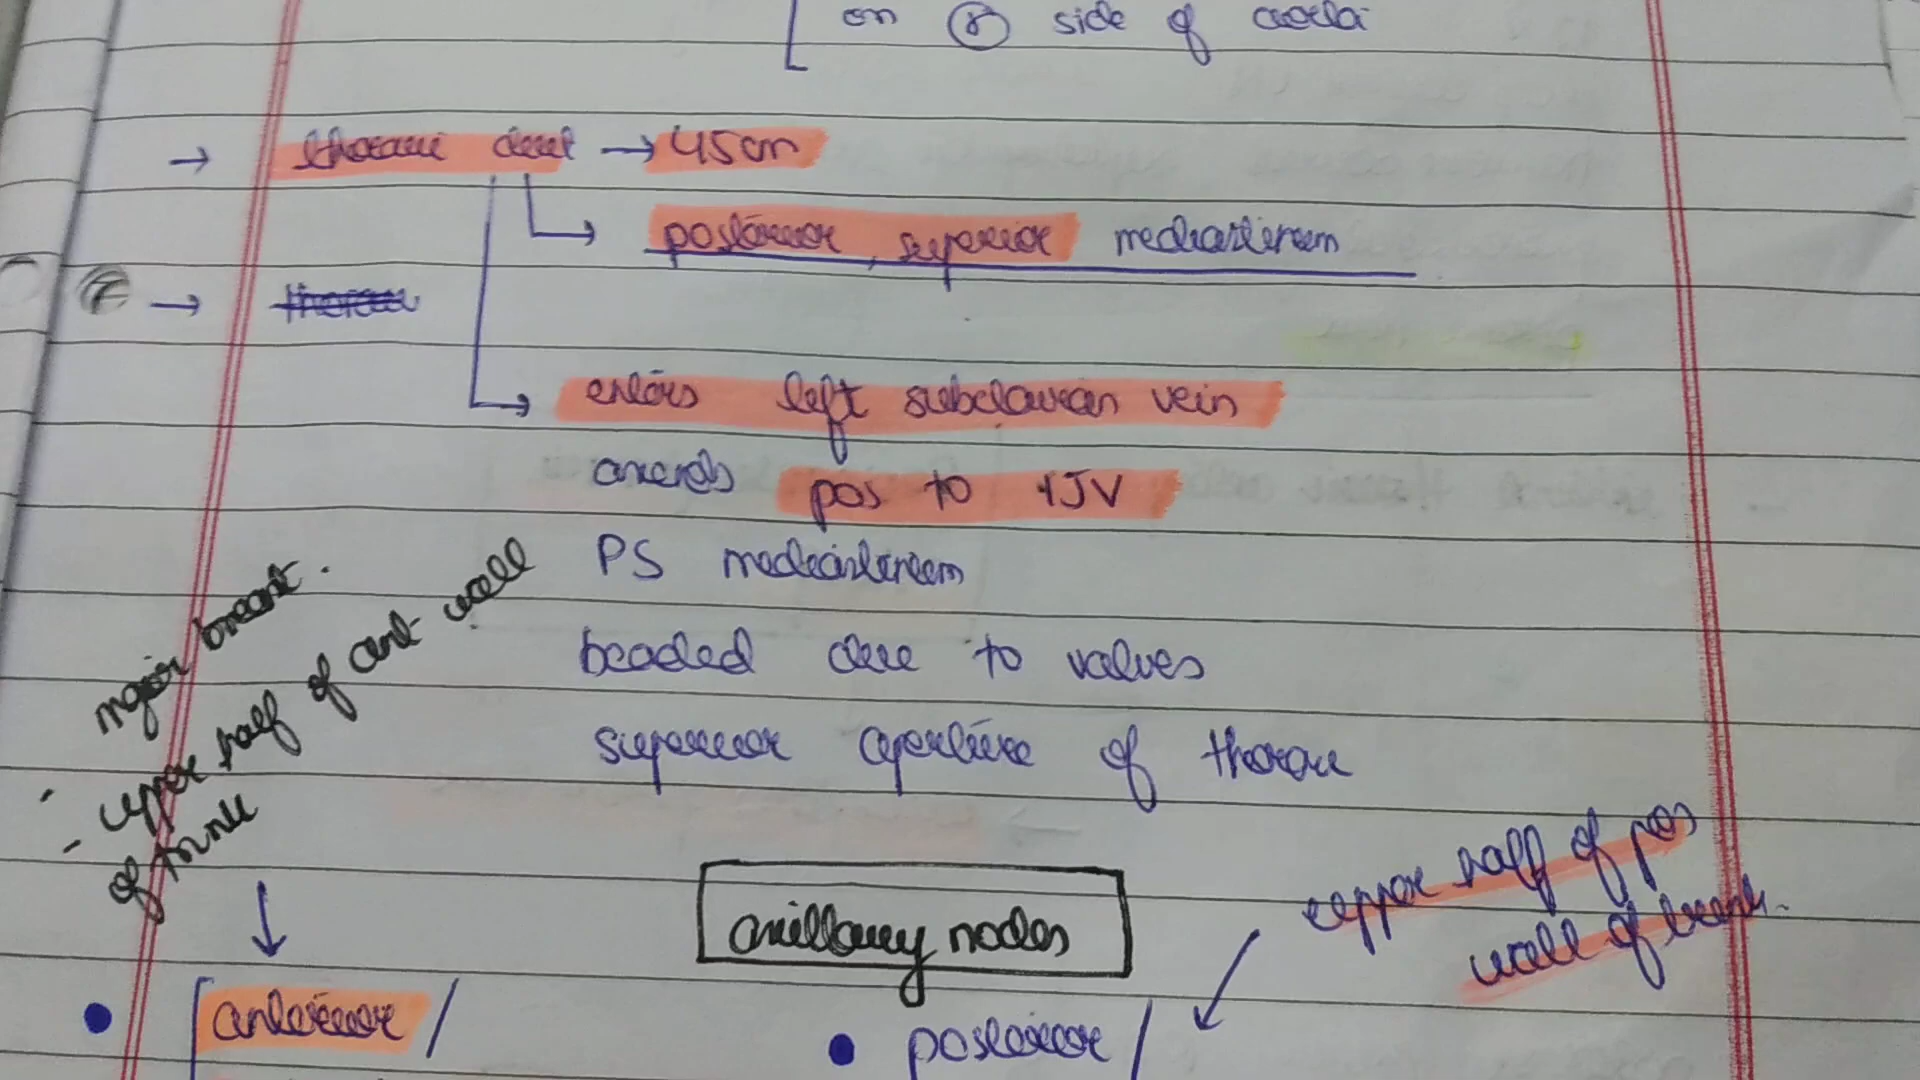 on (r) side of aorta
→ thoracic duct → 45cm
→ posterior, superior mediastinum
→
→ enters left subclavian vein
ascends pos to IJV
PS mediastinum
beaded due to valves
superior aperture of thorax
major breast.
- upper half of ant wall
of trunk
axillary nodes
upper half of pos
wall of trunk.
• anterior /
• posterior /